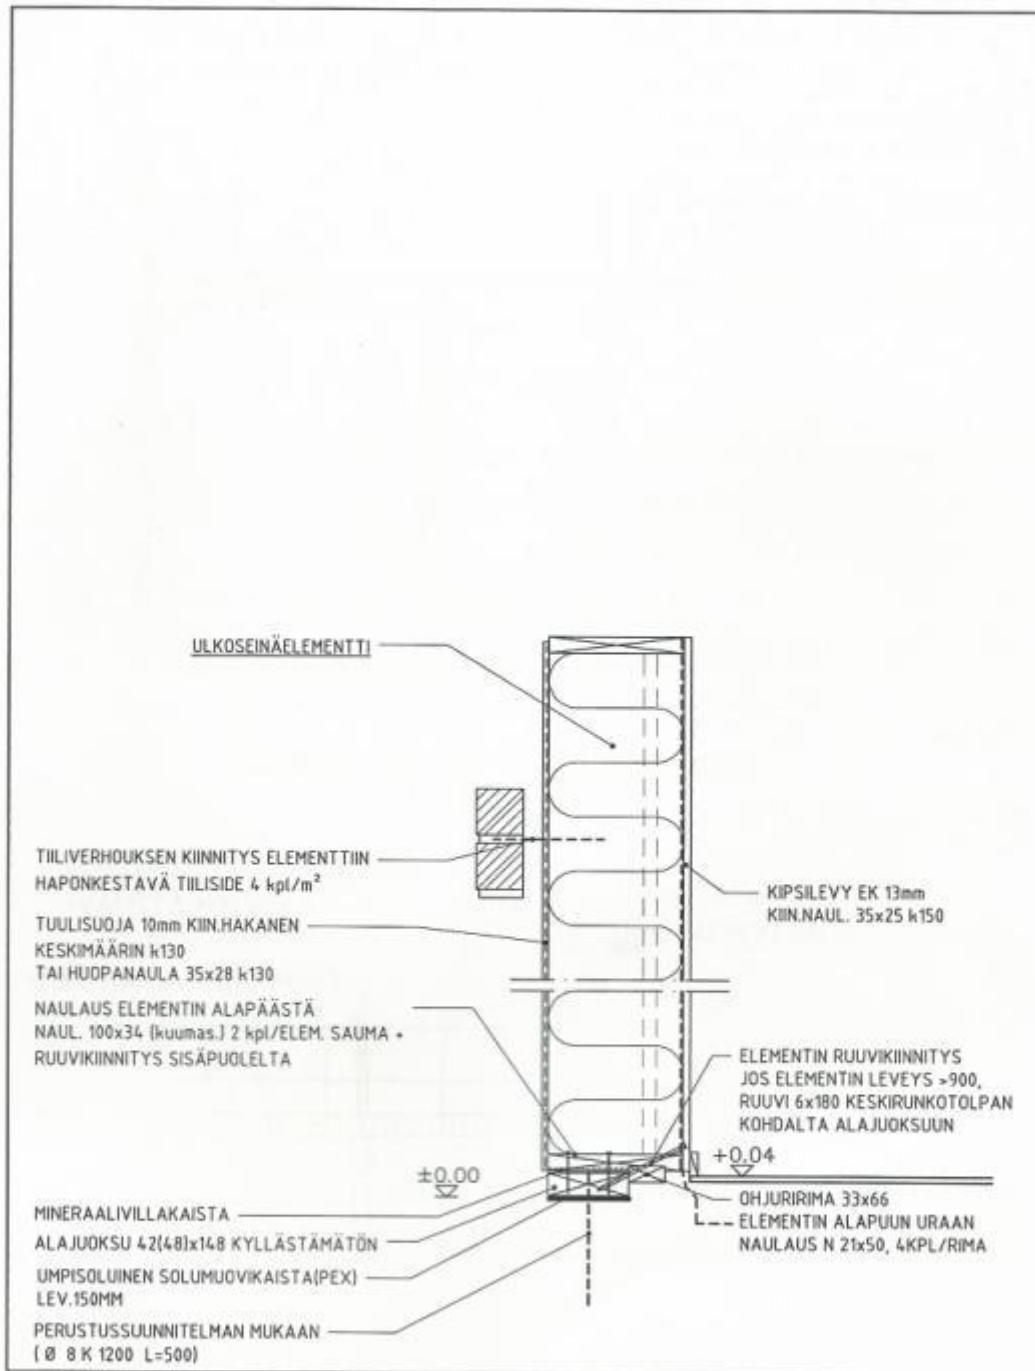 ULKOSEINÄELEMENTTI
TIILIVERHOUKSEN KIINNITYS ELEMENTTIIN
HAPONKESTAVÄ TIILISIDE 4 kpl/m²
TUULISUOJA 10mm KIIN.HAKANEN
KESKIMÄÄRIN k130
TAI HUOPANAULA 35x28 k130
NAULAUS ELEMENTIN ALAPÄÄSTÄ
NAUL. 100x34 (kuumas.) 2 kpl/ELEM. SAUMA +
RUUVIKIINNITYS SISÄPUOLELTA
KIPSILEVY EK 13mm
KIIN.NAUL. 35x25 k150
ELEMENTIN RUUVIKIINNITYS
JOS ELEMENTIN LEVEYS >900,
RUUVI 6x180 KESKIRUNKOTOLPAN
KOHDALTA ALAJUOKSUUN
+0.04
±0.00
OHJURIRIMA 33x66
ELEMENTIN ALAPUUN URAAN
NAULAUS N 21x50, 4KPL/RIMA
MINERAALIVILLAKAISTA
ALAJUOKSU 42(48)x148 KYLLÄSTÄMÄTÖN
UMPISOLUINEN SOLUMUOVIKAISTA(PEX)
LEV.150MM
PERUSTUSSUUNNITELMAN MUKAAN
( Ø 8 K 1200 L=500)